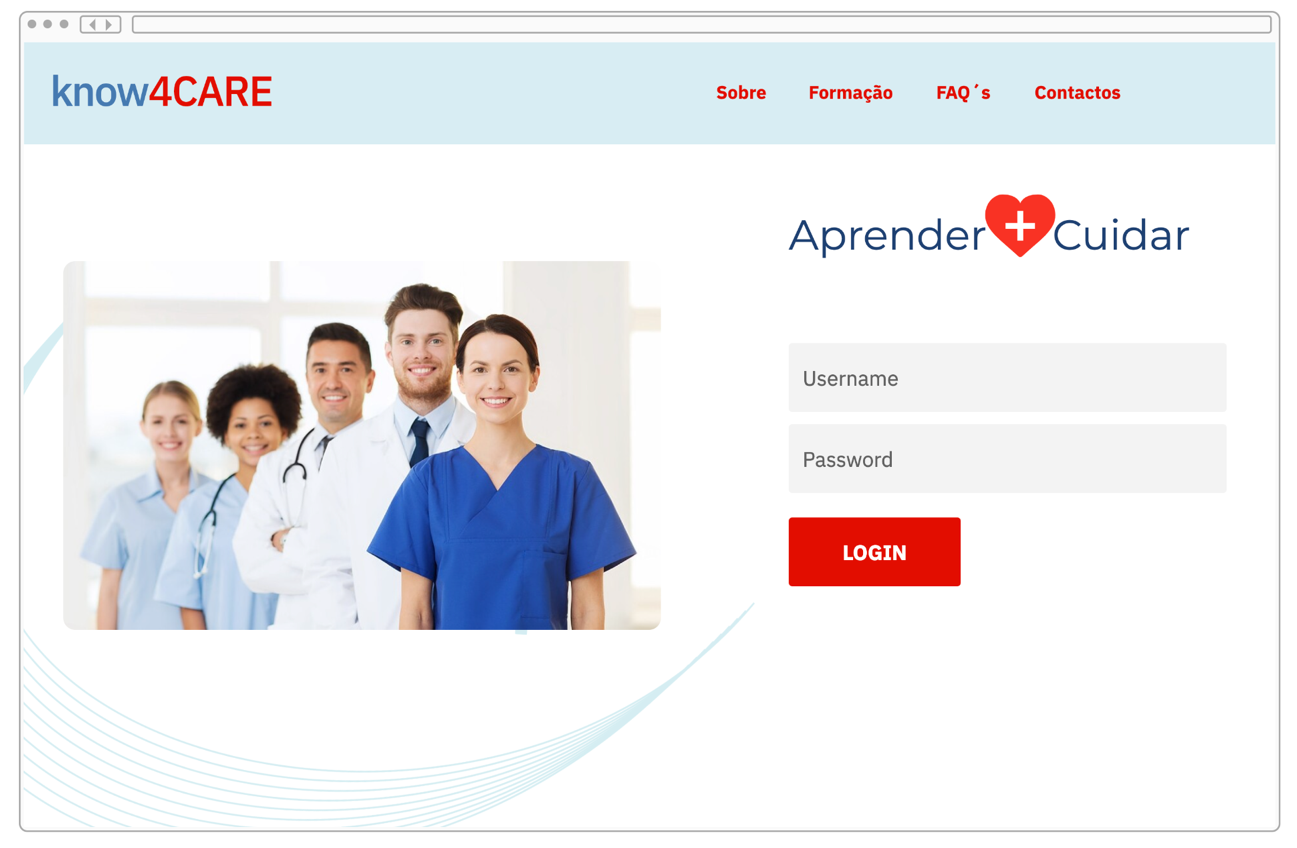 know4CARE
Sobre Formação FAQ´s Contactos
Aprender + Cuidar
Username
Password
LOGIN